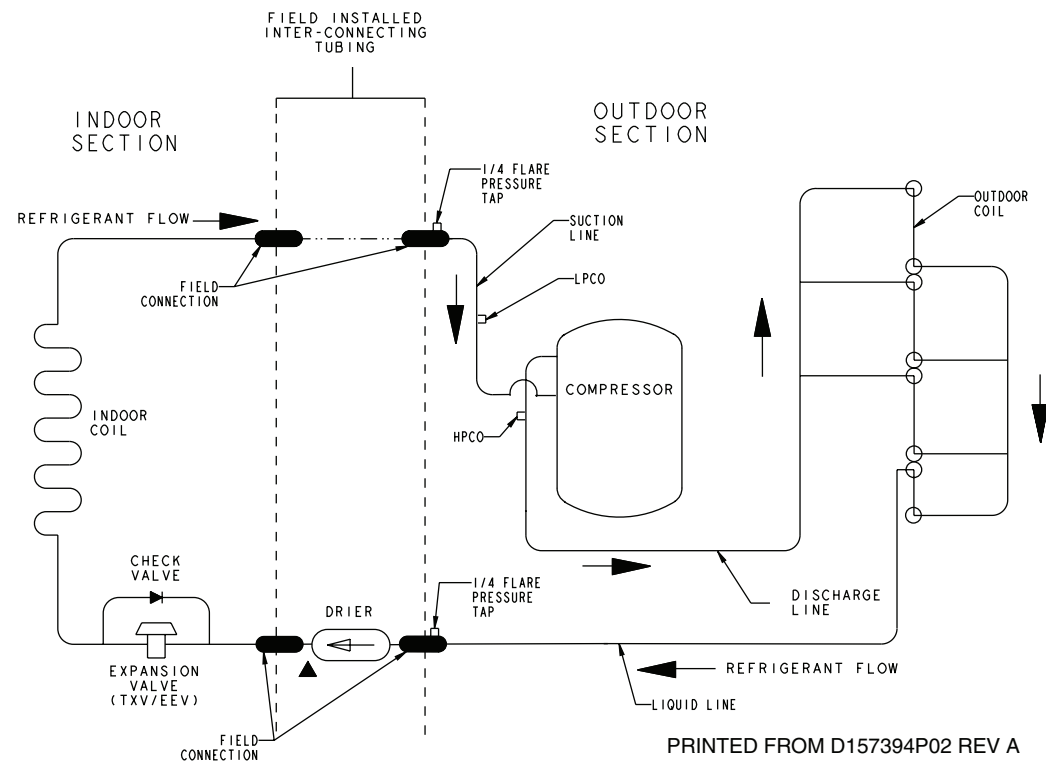 FIELD INSTALLED
INTER-CONNECTING
TUBING
INDOOR
SECTION
OUTDOOR
SECTION
1/4 FLARE
PRESSURE
TAP
REFRIGERANT FLOW
SUCTION
LINE
OUTDOOR
COIL
FIELD
CONNECTION
LPCO
COMPRESSOR
INDOOR
COIL
HPCO
CHECK
VALVE
1/4 FLARE
PRESSURE
TAP
DRIER
DISCHARGE
LINE
EXPANSION
VALVE
(TXV/EEV)
REFRIGERANT FLOW
LIQUID LINE
FIELD
CONNECTION
PRINTED FROM D157394P02 REV A